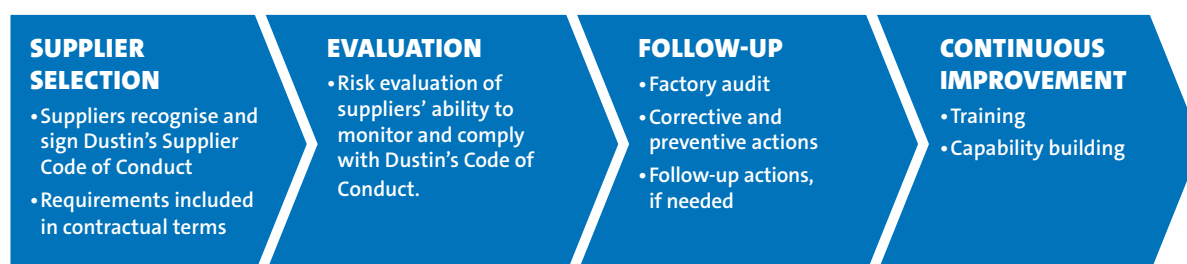 SUPPLIER
SELECTION
•Suppliers recognise and
sign Dustin's Supplier
Code of Conduct
•Requirements included
in contractual terms
EVALUATION
•Risk evaluation of
suppliers' ability to
monitor and comply
with Dustin's Code of
Conduct.
FOLLOW-UP
•Factory audit
•Corrective and
preventive actions
•Follow-up actions,
if needed
CONTINUOUS
IMPROVEMENT
•Training
•Capability building